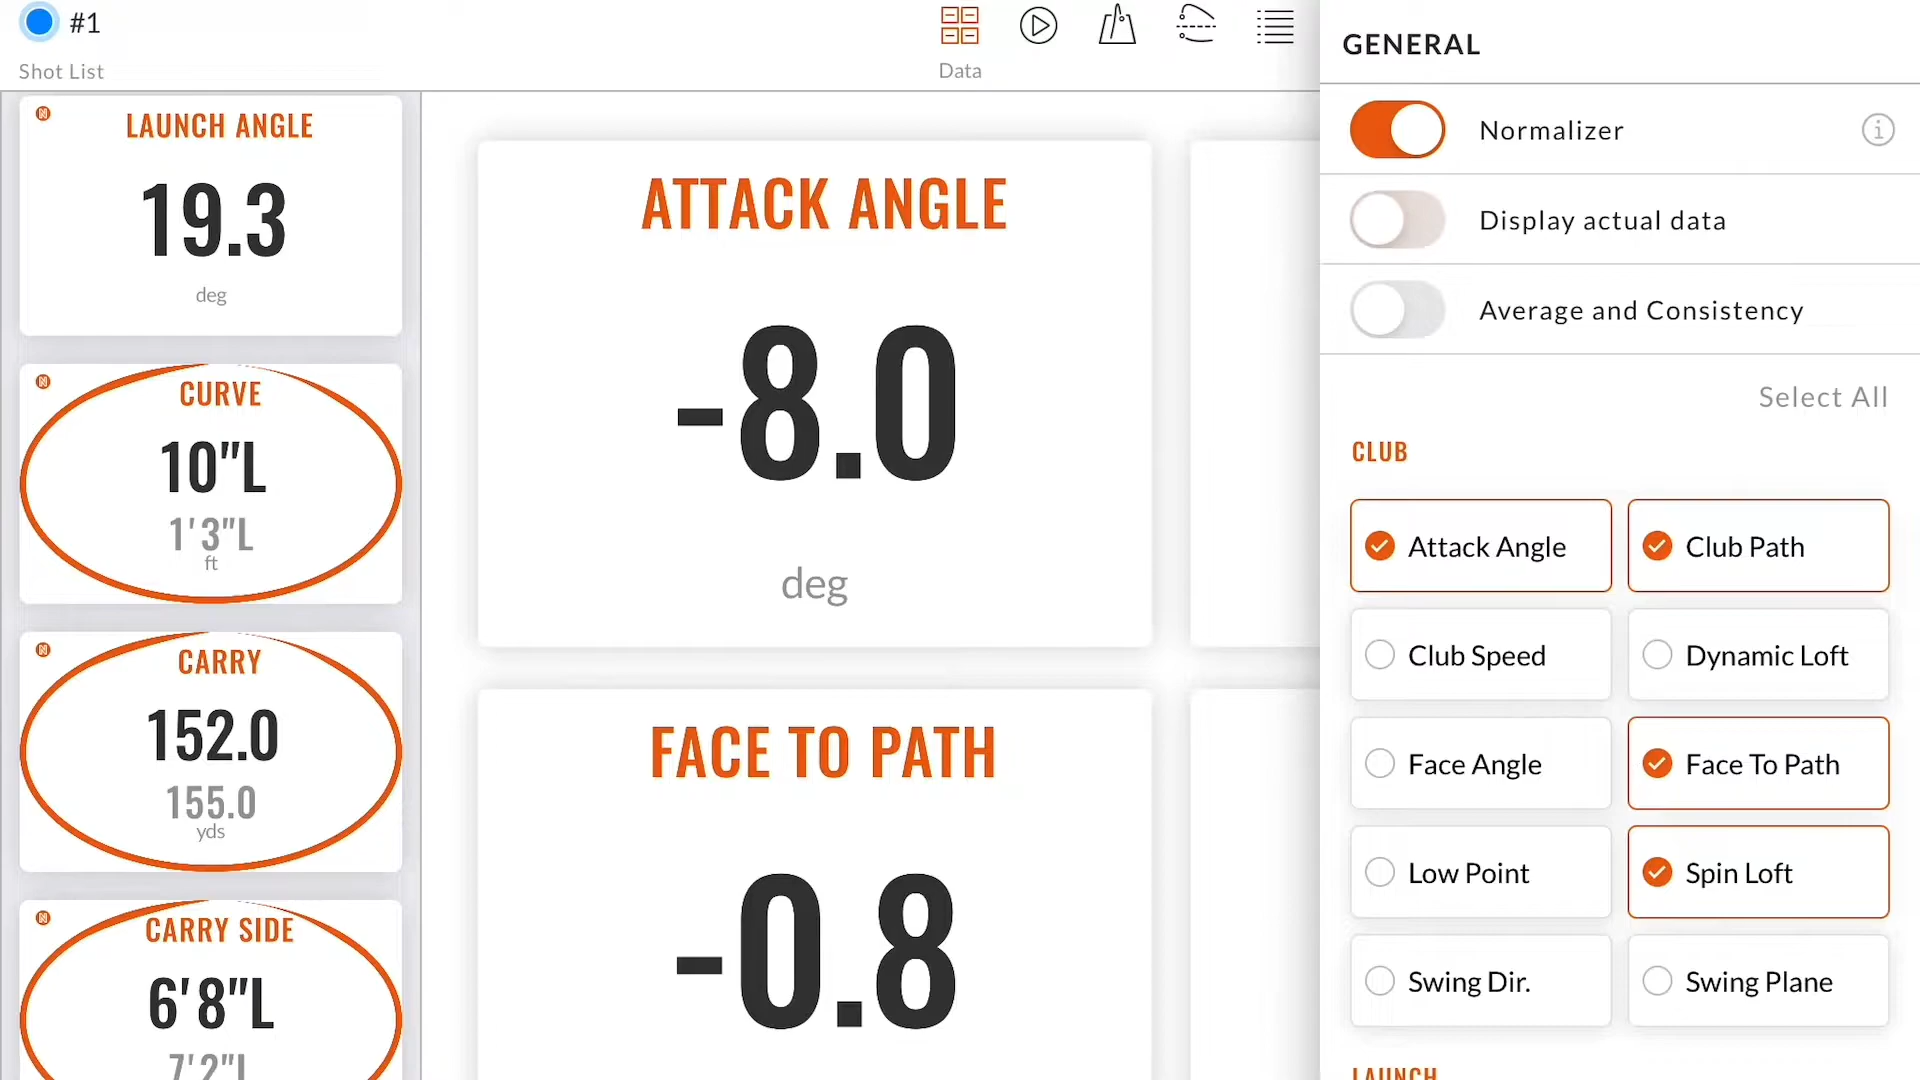 #1
Shot List
Data
LAUNCH ANGLE
19.3
deg
CURVE
10"L
1'3"L
ft
CARRY
152.0
155.0
yds
CARRY SIDE
6'8"L
7'2"L
ATTACK ANGLE
-8.0
deg
FACE TO PATH
-0.8
GENERAL
Normalizer
Display actual data
Average and Consistency
Select All
CLUB
Attack Angle
Club Path
Club Speed
Dynamic Loft
Face Angle
Face To Path
Low Point
Spin Loft
Swing Dir.
Swing Plane
LAUNCH